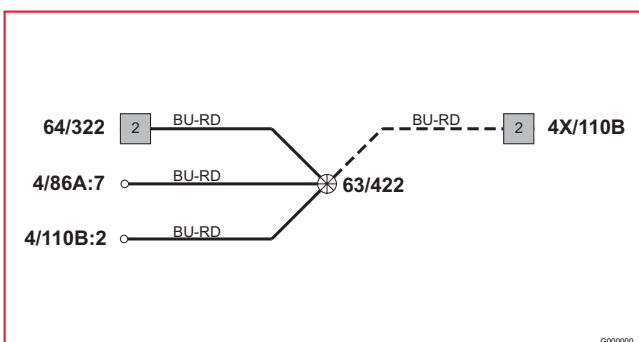 64/322 2 BU-RD BU-RD 2 4X/110B
4/86A:7 BU-RD 63/422
4/110B:2 BU-RD
G000000